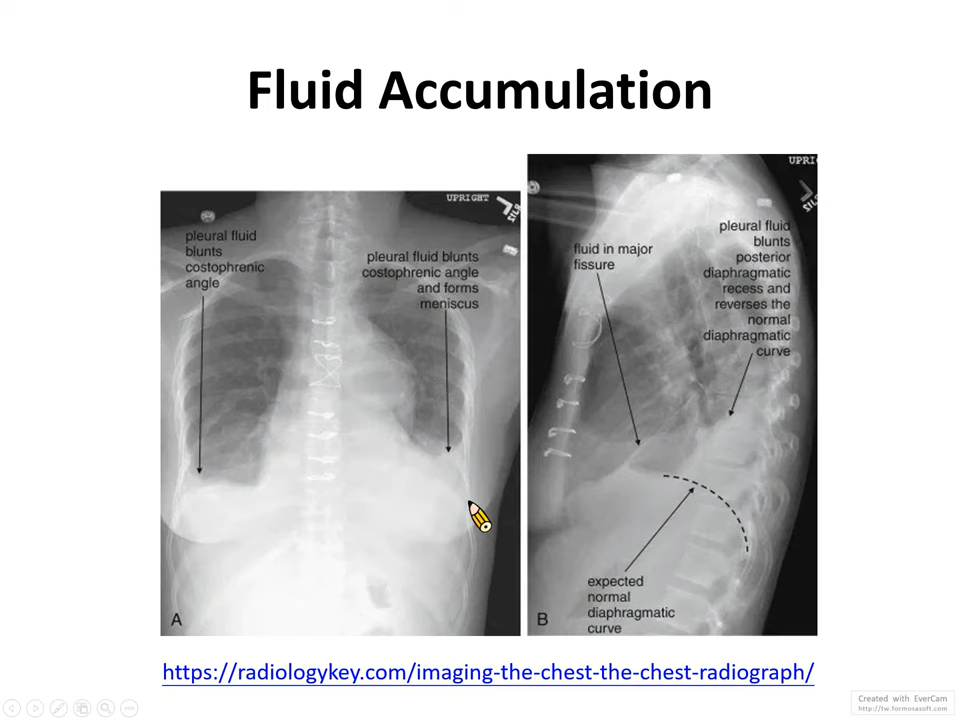 Fluid Accumulation
UPRIGHT
pleural fluid
blunts
costophrenic
angle
pleural fluid blunts
costophrenic angle
and forms
meniscus
A
UPRI
fluid in major
fissure
pleural fluid
blunts
posterior
diaphragmatic
recess and
reverses the
normal
diaphragmatic
curve
expected
normal
diaphragmatic
curve
B
https://radiologykey.com/imaging-the-chest-the-chest-radiograph/
Created with EverCam
http://tw.formosasoft.com